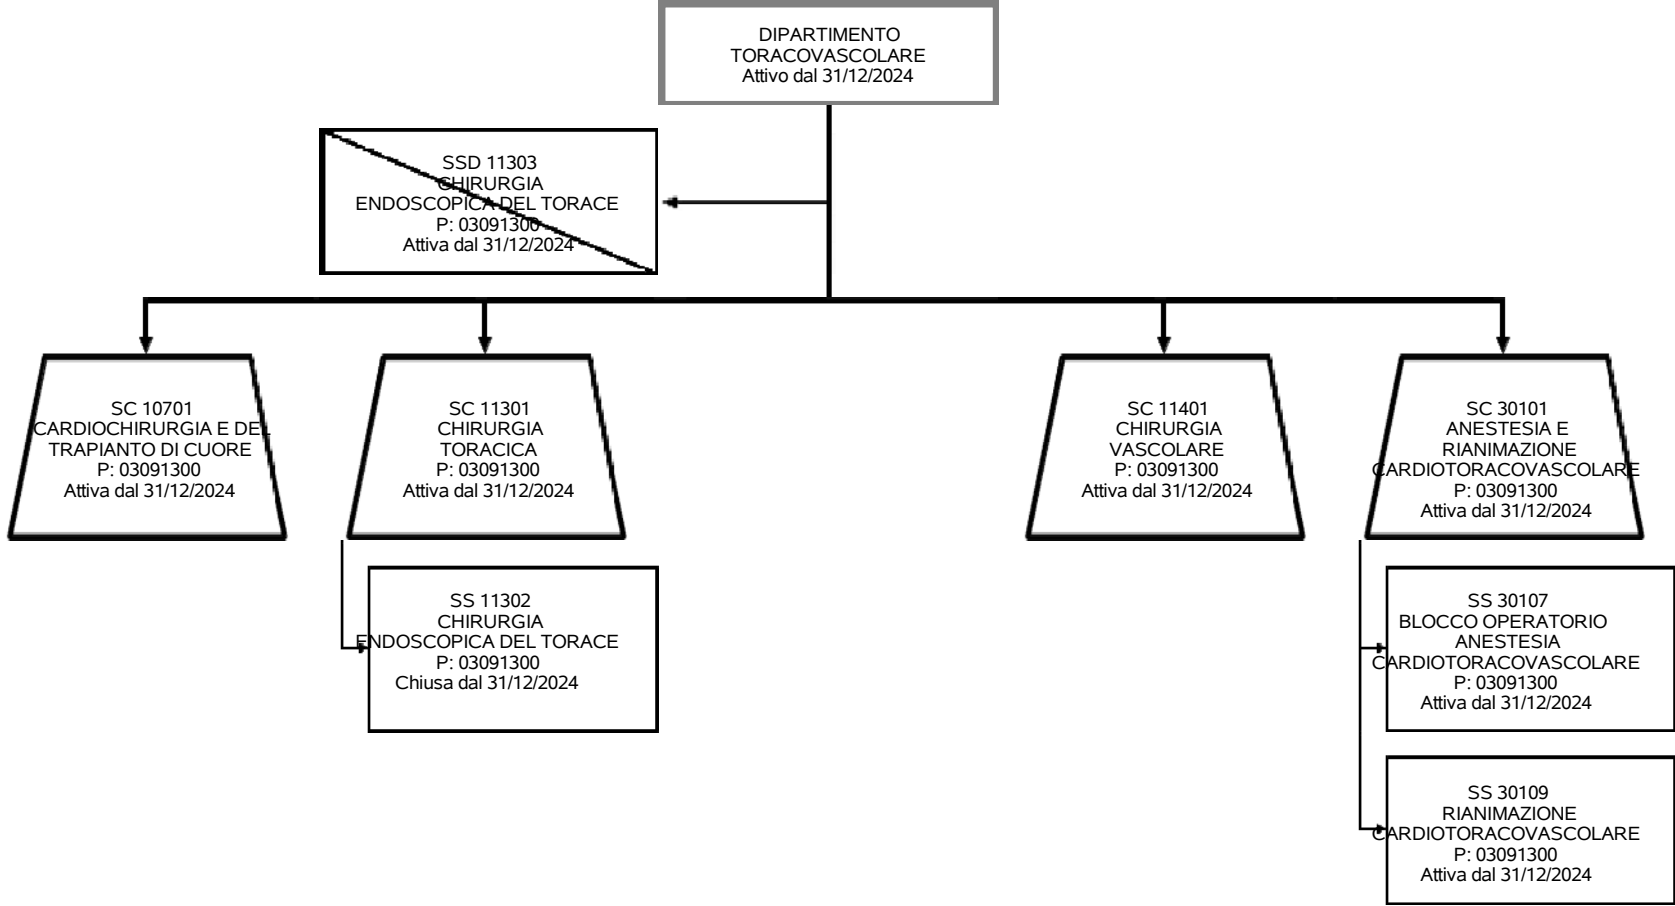 DIPARTIMENTO
TORACOVASCOLARE
Attivo dal 31/12/2024
SSD 11303
CHIRURGIA
ENDOSCOPICA DEL TORACE
P: 03091300
Attiva dal 31/12/2024
SC 10701
CARDIOCHIRURGIA E DEL
TRAPIANTO DI CUORE
P: 03091300
Attiva dal 31/12/2024
SC 11301
CHIRURGIA
TORACICA
P: 03091300
Attiva dal 31/12/2024
SC 11401
CHIRURGIA
VASCOLARE
P: 03091300
Attiva dal 31/12/2024
SC 30101
ANESTESIA E
RIANIMAZIONE
CARDIOTORACOVASCOLARE
P: 03091300
Attiva dal 31/12/2024
SS 11302
CHIRURGIA
ENDOSCOPICA DEL TORACE
P: 03091300
Chiusa dal 31/12/2024
SS 30107
BLOCCO OPERATORIO
ANESTESIA
CARDIOTORACOVASCOLARE
P: 03091300
Attiva dal 31/12/2024
SS 30109
RIANIMAZIONE
CARDIOTORACOVASCOLARE
P: 03091300
Attiva dal 31/12/2024